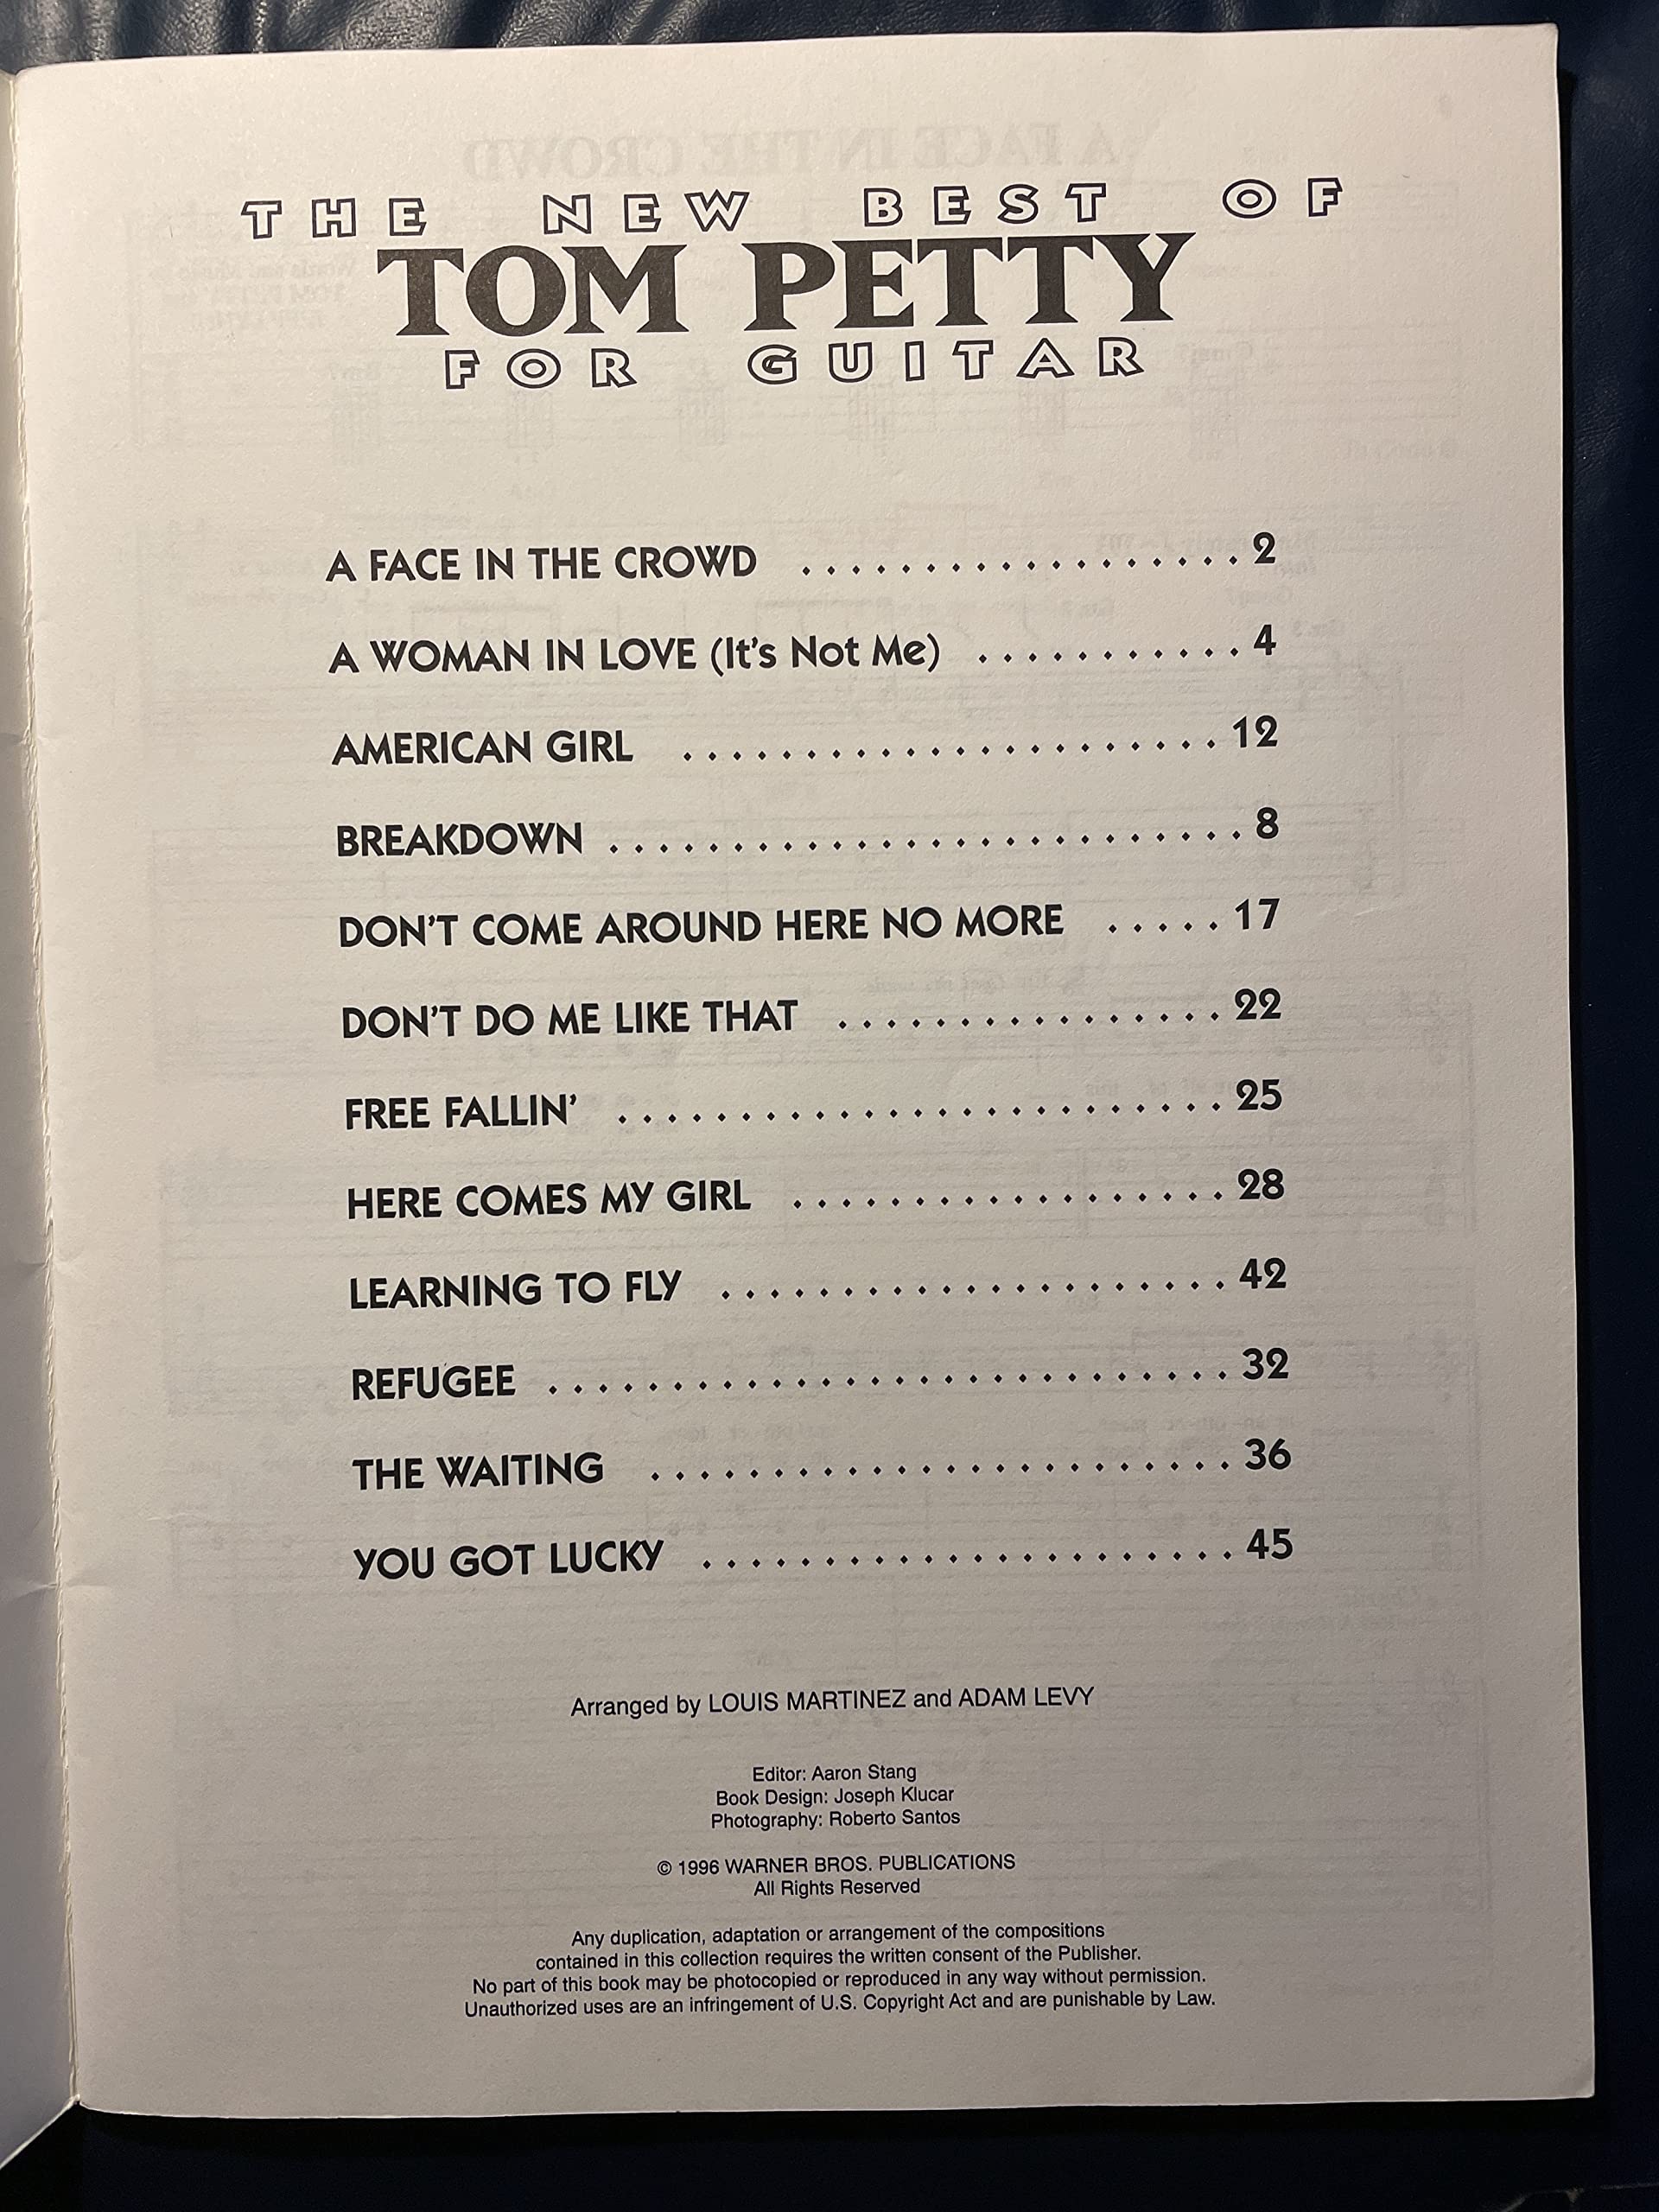 THE NEW BEST OF
TOM PETTY
FOR GUITAR
A FACE IN THE CROWD .................. 2
A WOMAN IN LOVE (It's Not Me) ........... 4
AMERICAN GIRL ...................... 12
BREAKDOWN .......................... 8
DON'T COME AROUND HERE NO MORE ..... 17
DON'T DO ME LIKE THAT ................ 22
FREE FALLIN' ......................... 25
HERE COMES MY GIRL .................. 28
LEARNING TO FLY ..................... 42
REFUGEE ............................ 32
THE WAITING ........................ 36
YOU GOT LUCKY ...................... 45
Arranged by LOUIS MARTINEZ and ADAM LEVY
Editor: Aaron Stang
Book Design: Joseph Klucar
Photography: Roberto Santos
© 1996 WARNER BROS. PUBLICATIONS
All Rights Reserved
Any duplication, adaptation or arrangement of the compositions
contained in this collection requires the written consent of the Publisher.
No part of this book may be photocopied or reproduced in any way without permission.
Unauthorized uses are an infringement of U.S. Copyright Act and are punishable by Law.